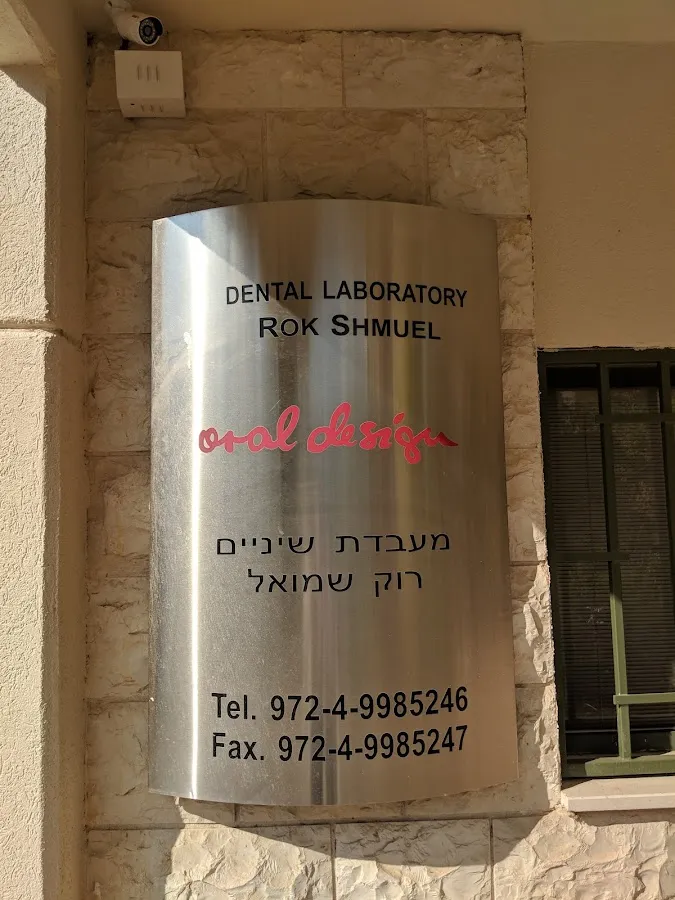 DENTAL LABORATORY
ROK SHMUEL
oral design
מעבדת שיניים
רוק שמואל
Tel. 972-4-9985246
Fax. 972-4-9985247